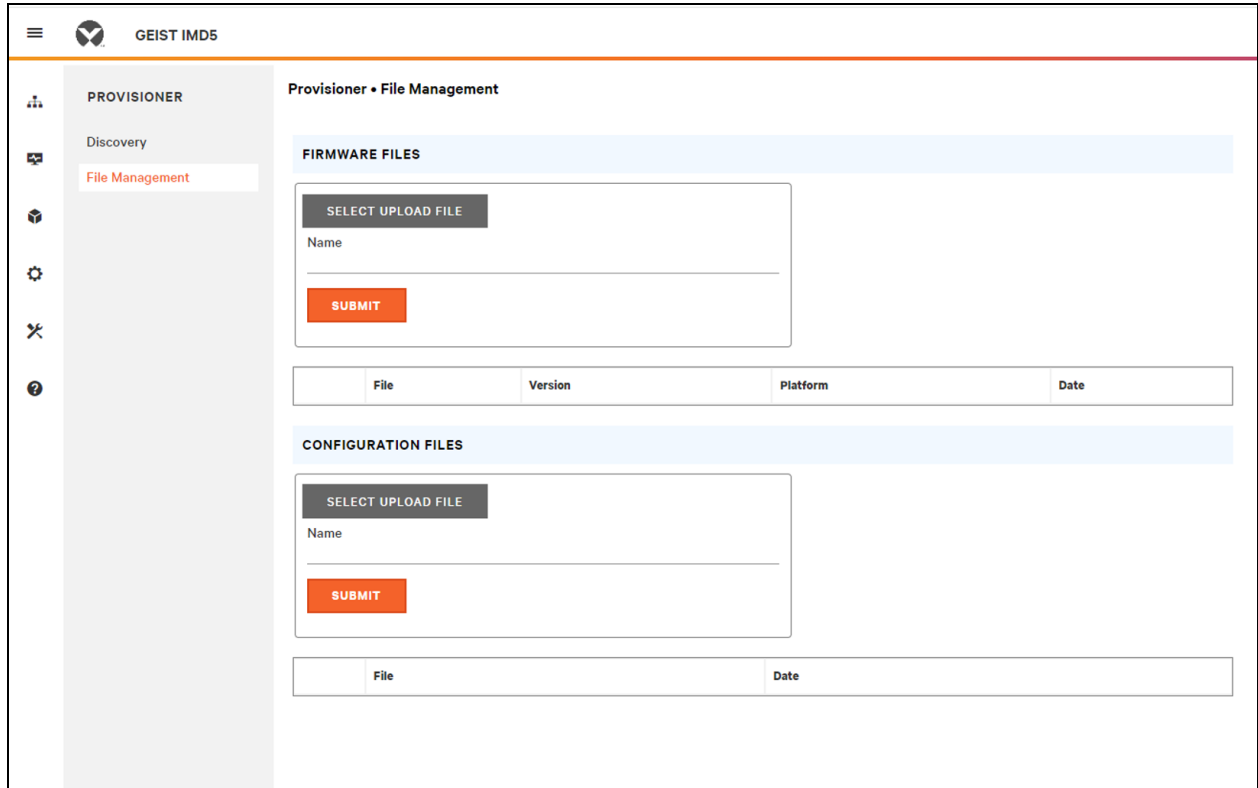 GEIST IMD5
PROVISIONER
Discovery
File Management
Provisioner • File Management
FIRMWARE FILES
SELECT UPLOAD FILE
Name
SUBMIT
File Version Platform Date
CONFIGURATION FILES
SELECT UPLOAD FILE
Name
SUBMIT
File Date